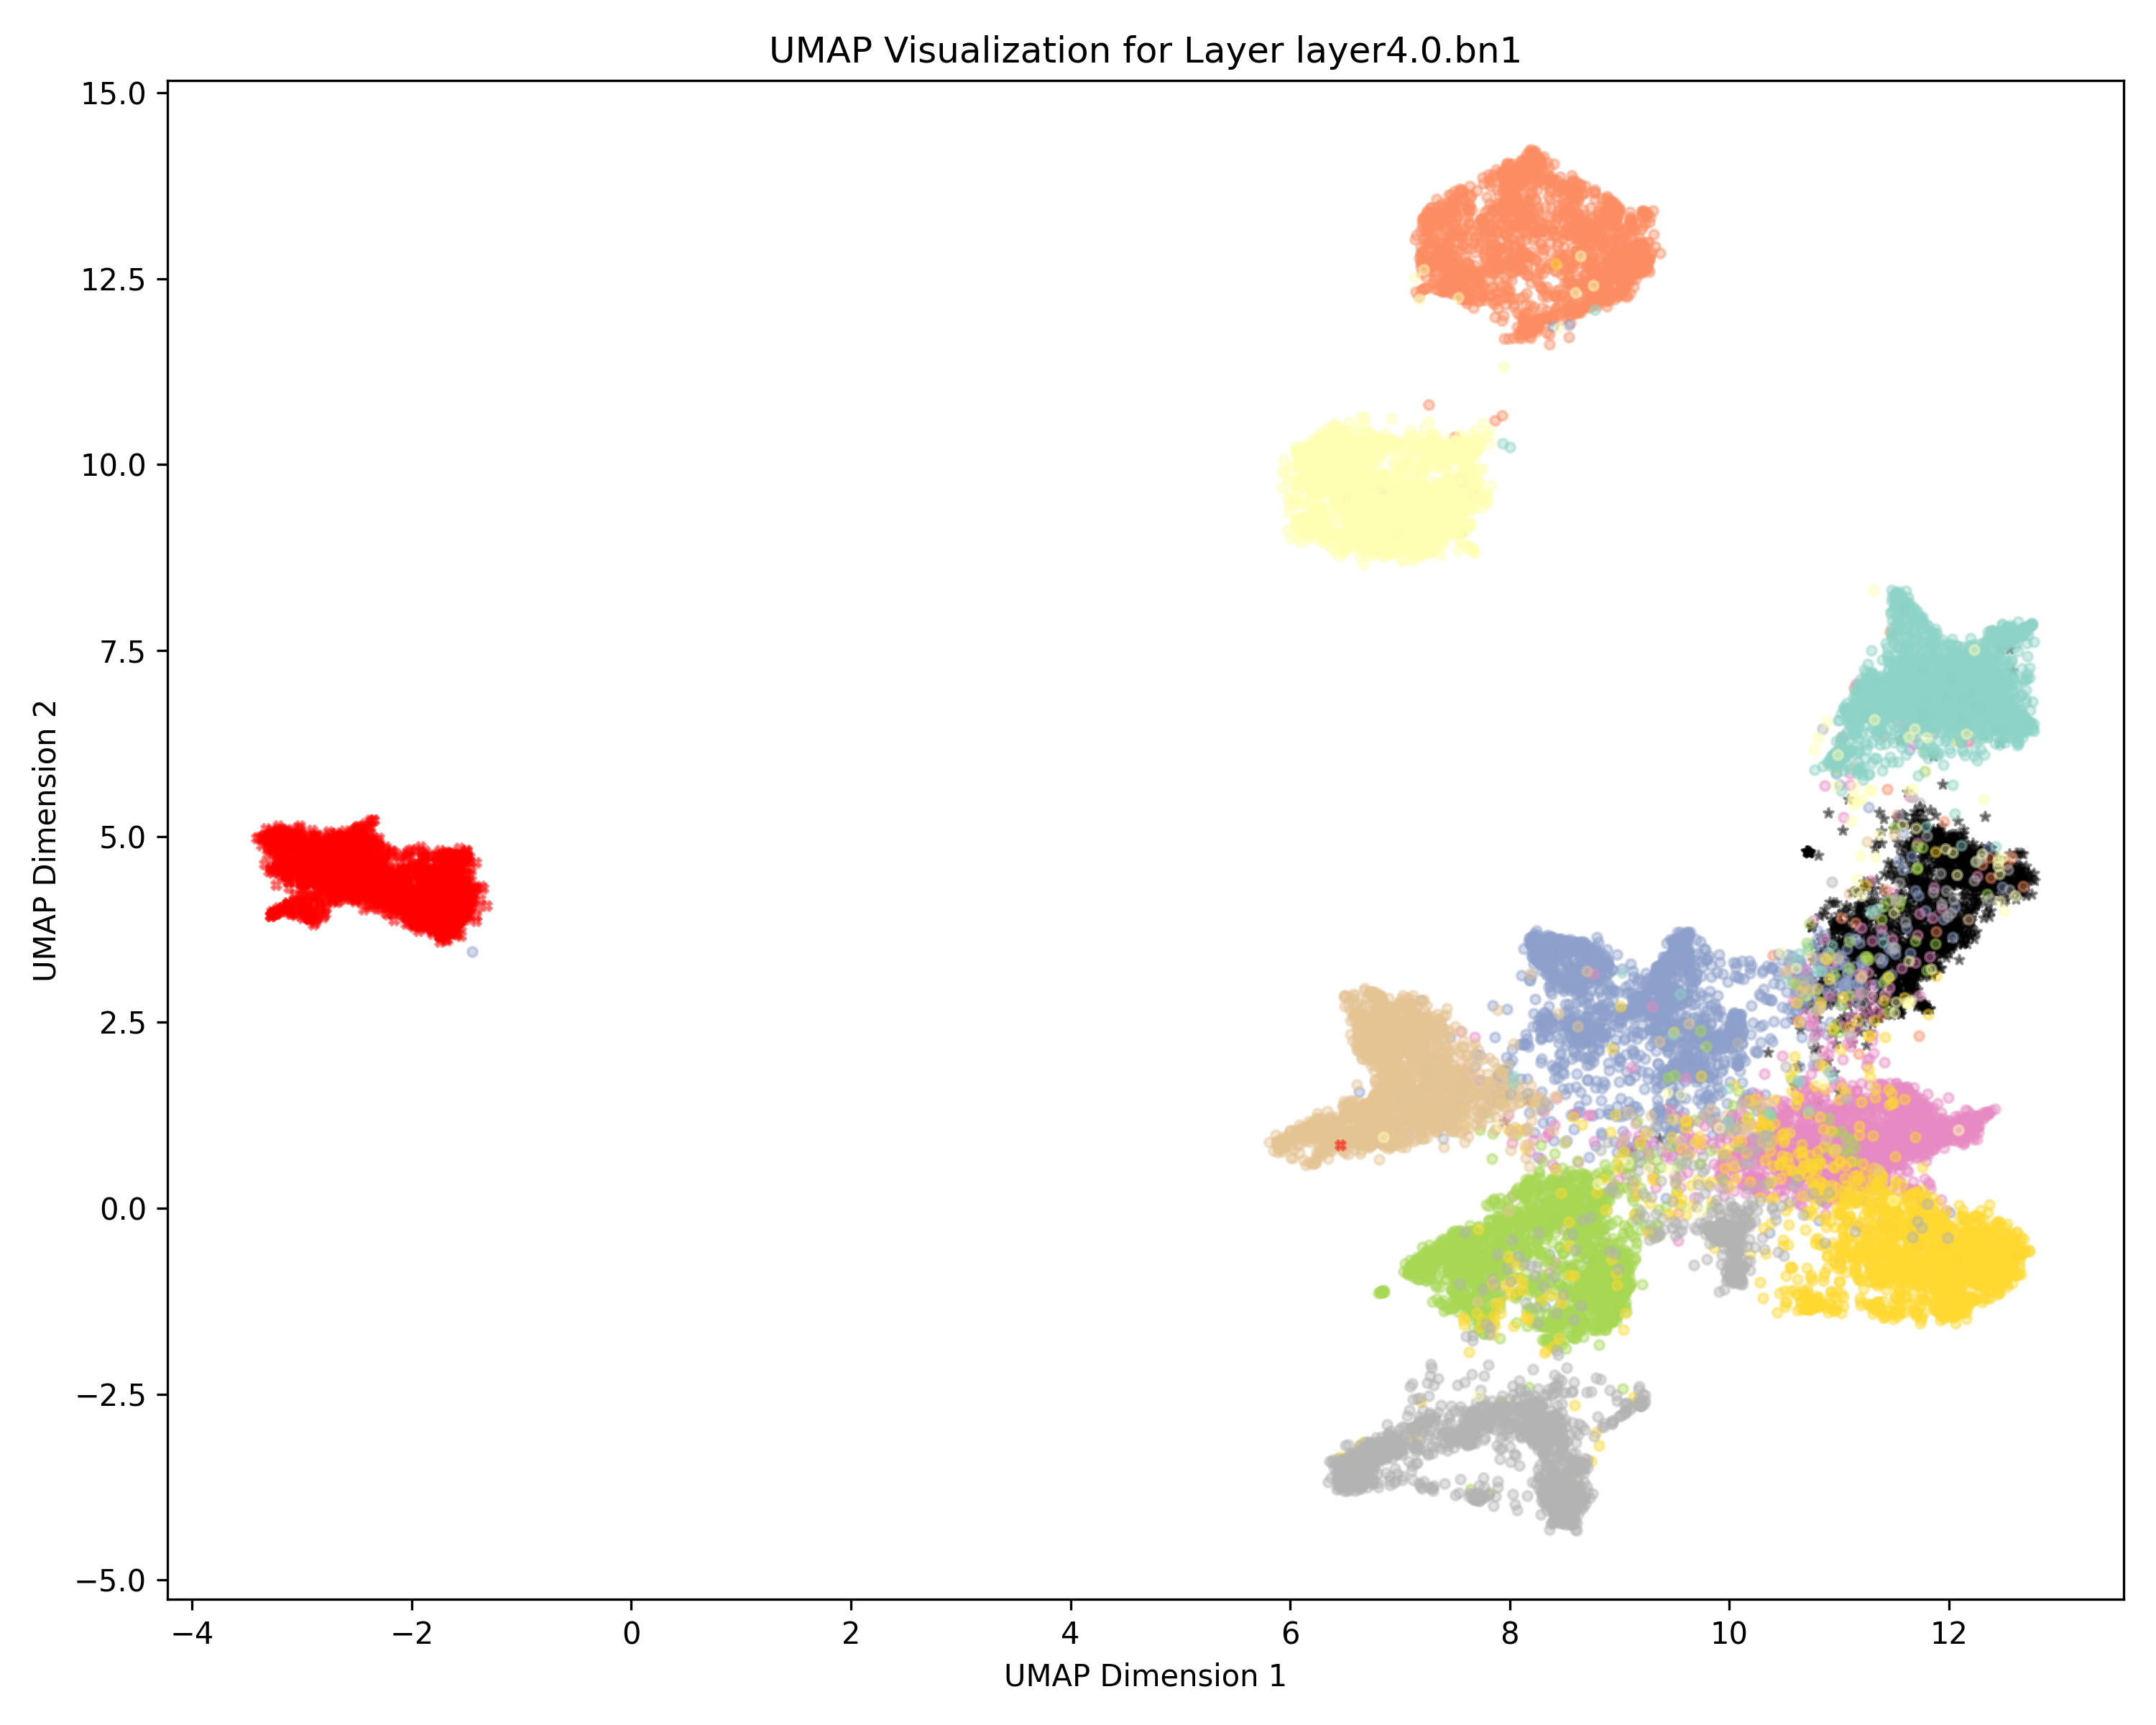 UMAP Visualization for Layer layer4.0.bn1
15.0
12.5
10.0
7.5
5.0
2.5
0.0
−2.5
−5.0
UMAP Dimension 2
−4 −2 0 2 4 6 8 10 12
UMAP Dimension 1